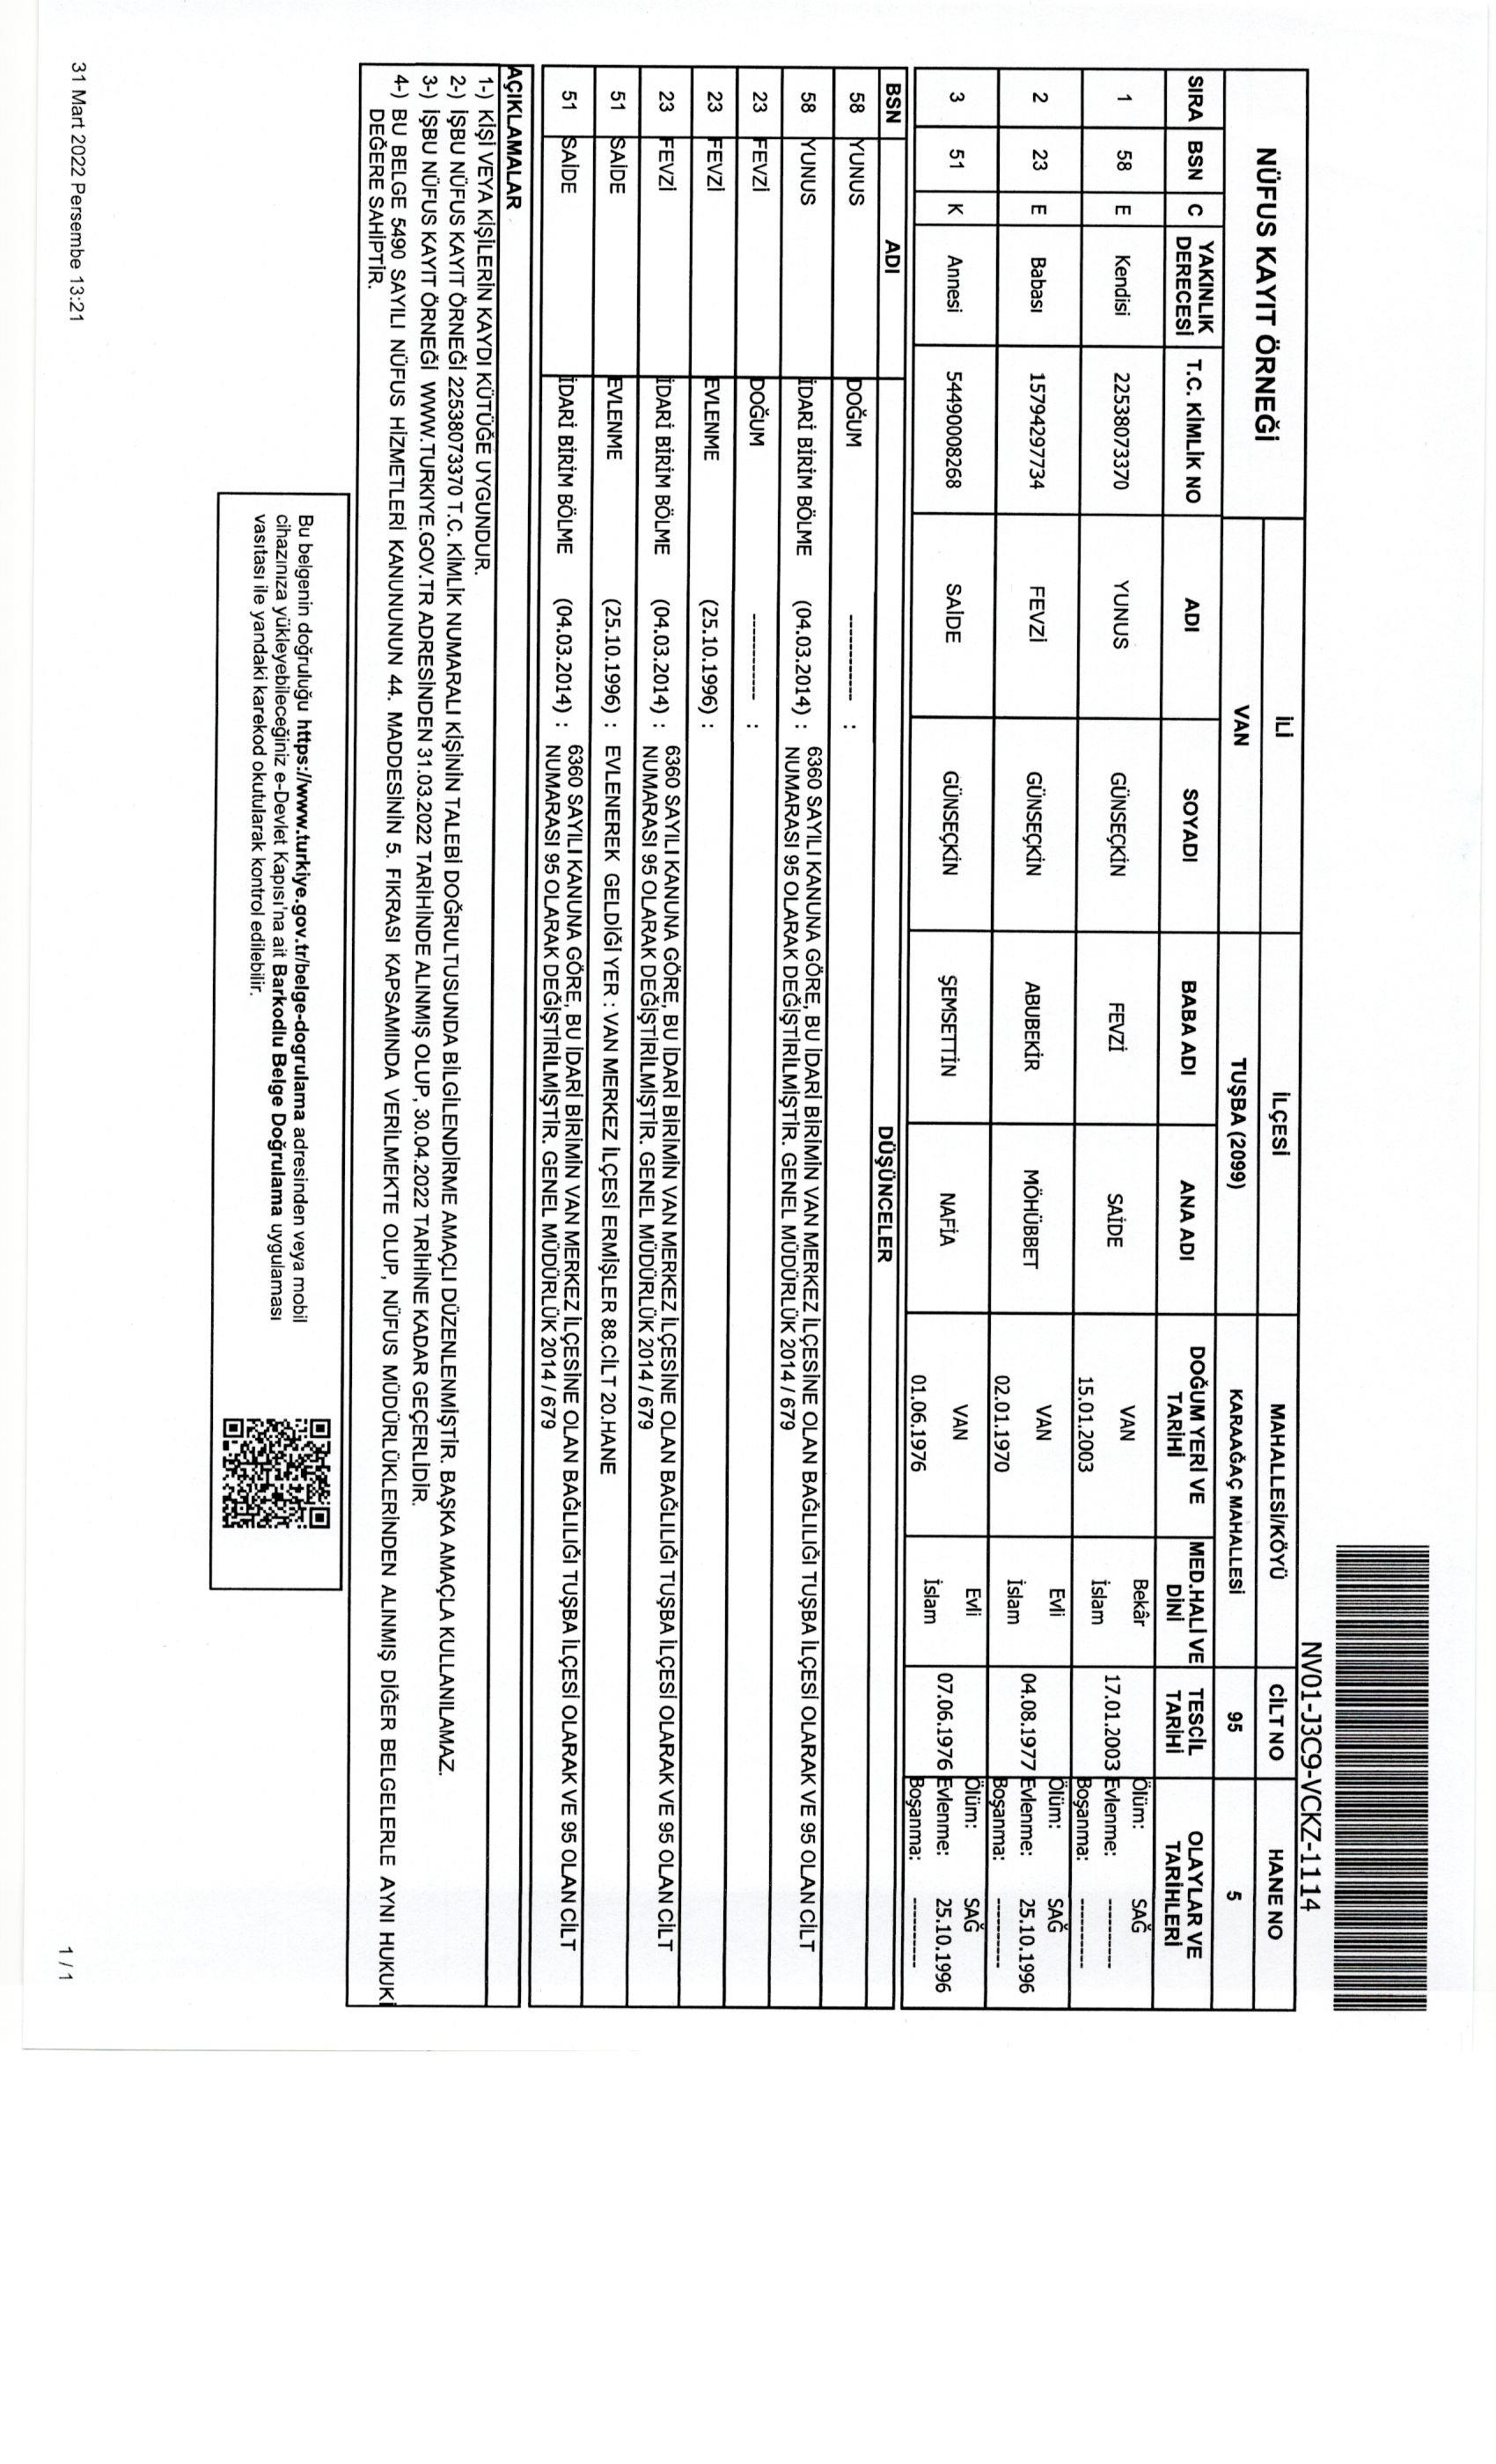 NV01-J3C9-VCKZ-1114
NÜFUS KAYIT ÖRNEĞİ
İLİ İLÇESİ MAHALLESİ/KÖYÜ CİLT NO HANE NO
VAN TUŞBA (2099) KARAAĞAÇ MAHALLESİ 95 5
SIRA BSN C YAKINLIK DERECESİ T.C. KİMLİK NO ADI SOYADI BABA ADI ANA ADI DOĞUM YERİ VE TARİHİ MED.HALİ VE DİNİ TESCİL TARİHİ OLAYLAR VE TARİHLERİ
1 58 E Kendisi 22538073370 YUNUS GÜNSEÇKİN FEVZİ SAİDE VAN 15.01.2003 Bekâr İslam 17.01.2003 Ölüm: SAĞ
Evlenme: ----------
Boşanma: ----------
2 23 E Babası 15794297734 FEVZİ GÜNSEÇKİN ABUBEKİR MÖHÜBBET VAN 02.01.1970 Evli İslam 04.08.1977 Ölüm: SAĞ
Evlenme: 25.10.1996
Boşanma: ----------
3 51 K Annesi 54490008268 SAİDE GÜNSEÇKİN ŞEMSETTİN NAFİA VAN 01.06.1976 Evli İslam 07.06.1976 Ölüm: SAĞ
Evlenme: 25.10.1996
Boşanma: ----------
BSN ADI DÜŞÜNCELER
58 YUNUS DOĞUM ------------ :
58 YUNUS İDARİ BİRİM BÖLME (04.03.2014) : 6360 SAYILI KANUNA GÖRE, BU İDARİ BİRİMİN VAN MERKEZ İLÇESİNE OLAN BAĞLILIĞI TUŞBA İLÇESİ OLARAK VE 95 OLAN CİLT
NUMARASI 95 OLARAK DEĞİŞTİRİLMİŞTİR. GENEL MÜDÜRLÜK 2014 / 679
23 FEVZİ DOĞUM ------------ :
23 FEVZİ EVLENME (25.10.1996) :
23 FEVZİ İDARİ BİRİM BÖLME (04.03.2014) : 6360 SAYILI KANUNA GÖRE, BU İDARİ BİRİMİN VAN MERKEZ İLÇESİNE OLAN BAĞLILIĞI TUŞBA İLÇESİ OLARAK VE 95 OLAN CİLT
NUMARASI 95 OLARAK DEĞİŞTİRİLMİŞTİR. GENEL MÜDÜRLÜK 2014 / 679
51 SAİDE EVLENME (25.10.1996) : EVLENEREK GELDİĞİ YER : VAN MERKEZ İLÇESİ ERMİŞLER 88.CİLT 20.HANE
51 SAİDE İDARİ BİRİM BÖLME (04.03.2014) : 6360 SAYILI KANUNA GÖRE, BU İDARİ BİRİMİN VAN MERKEZ İLÇESİNE OLAN BAĞLILIĞI TUŞBA İLÇESİ OLARAK VE 95 OLAN CİLT
NUMARASI 95 OLARAK DEĞİŞTİRİLMİŞTİR. GENEL MÜDÜRLÜK 2014 / 679
AÇIKLAMALAR
1-) KİŞİ VEYA KİŞİLERİN KAYDI KÜTÜĞE UYGUNDUR.
2-) İŞBU NÜFUS KAYIT ÖRNEĞİ 22538073370 T.C. KİMLİK NUMARALI KİŞİNİN TALEBİ DOĞRULTUSUNDA BİLGİLENDİRME AMAÇLI DÜZENLENMİŞTİR. BAŞKA AMAÇLA KULLANILAMAZ.
3-) İŞBU NÜFUS KAYIT ÖRNEĞİ WWW.TURKIYE.GOV.TR ADRESİNDEN 31.03.2022 TARİHİNDE ALINMIŞ OLUP, 30.04.2022 TARİHİNE KADAR GEÇERLİDİR.
4-) BU BELGE 5490 SAYILI NÜFUS HİZMETLERİ KANUNUNUN 44. MADDESİNİN 5. FIKRASI KAPSAMINDA VERİLMEKTE OLUP, NÜFUS MÜDÜRLÜKLERİNDEN ALINMIŞ DİĞER BELGELERLE AYNI HUKUKİ
DEĞERE SAHİPTİR.
Bu belgenin doğruluğu https://www.turkiye.gov.tr/belge-dogrulama adresinden veya mobil
cihazınıza yükleyebileceğiniz e-Devlet Kapısı'na ait Barkodlu Belge Doğrulama uygulaması
vasıtası ile yandaki karekod okutularak kontrol edilebilir.
31 Mart 2022 Persembe 13:21
1 / 1